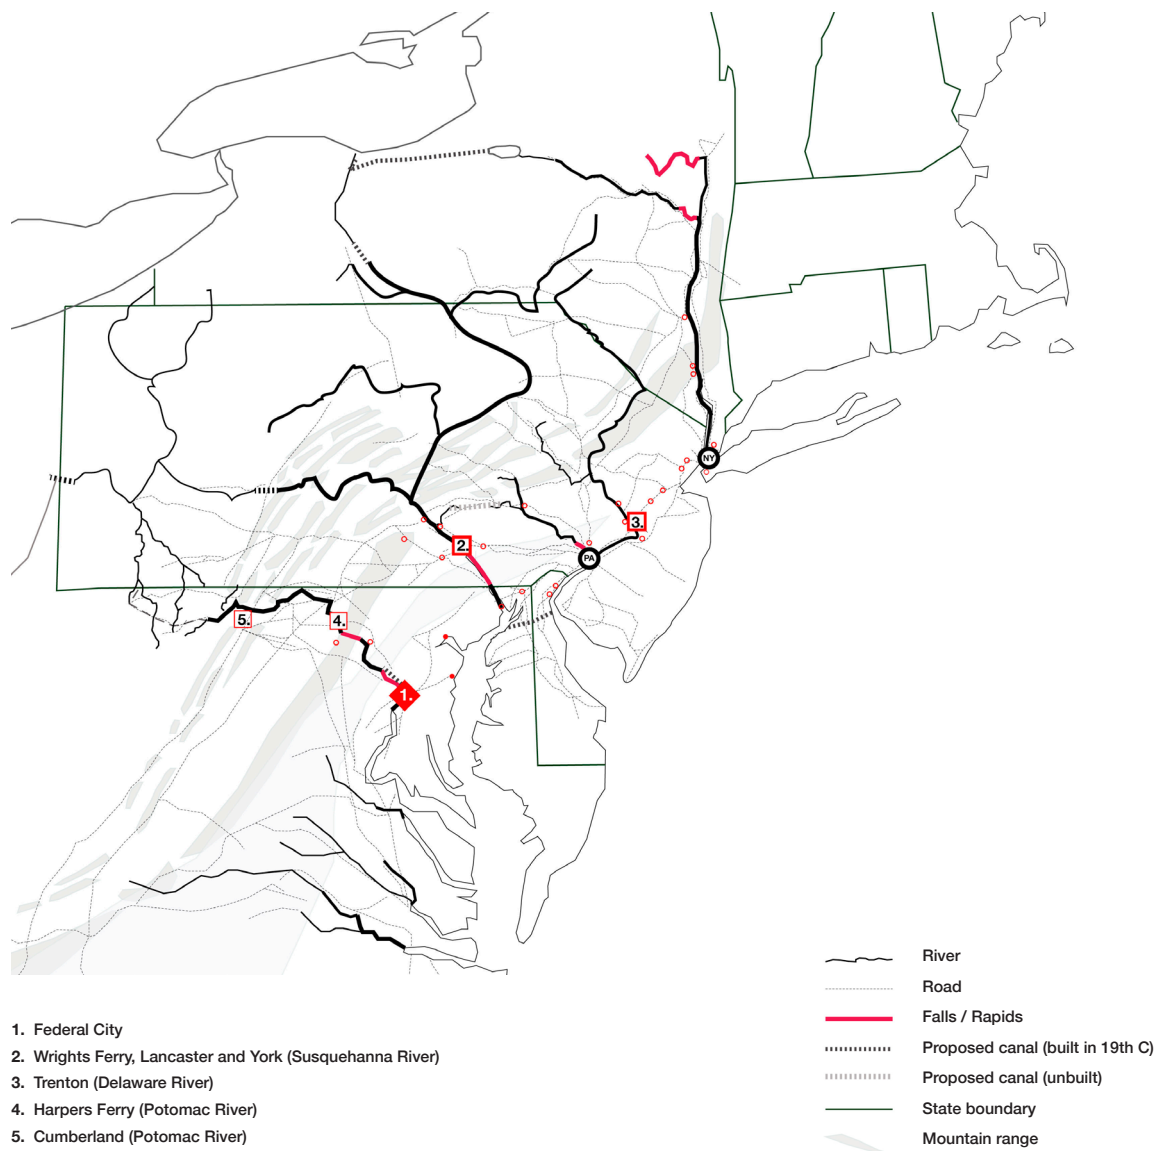 NY
3.
2.
PA
5.
4.
1.
River
Road
Falls / Rapids
Proposed canal (built in 19th C)
Proposed canal (unbuilt)
State boundary
Mountain range
1. Federal City
2. Wrights Ferry, Lancaster and York (Susquehanna River)
3. Trenton (Delaware River)
4. Harpers Ferry (Potomac River)
5. Cumberland (Potomac River)